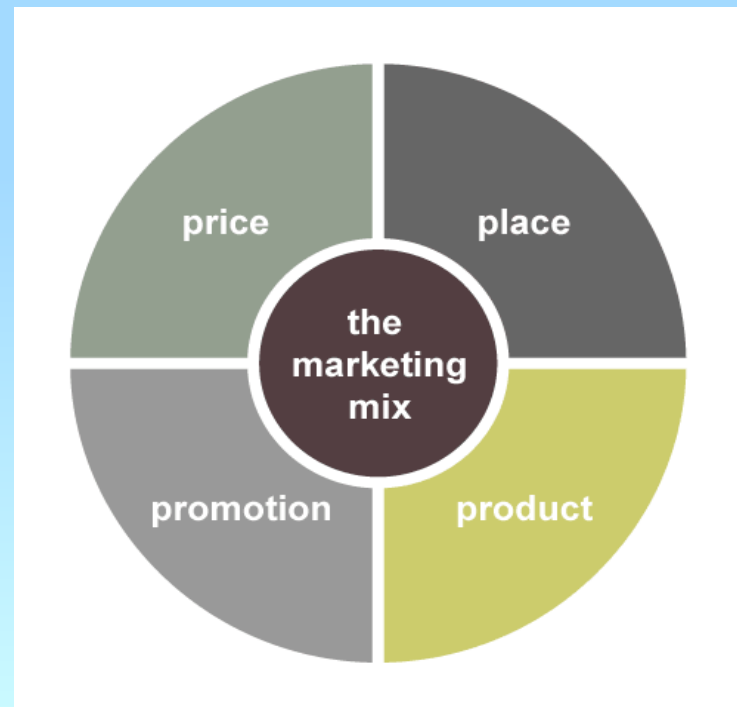 price
place
the
marketing
mix
promotion
product